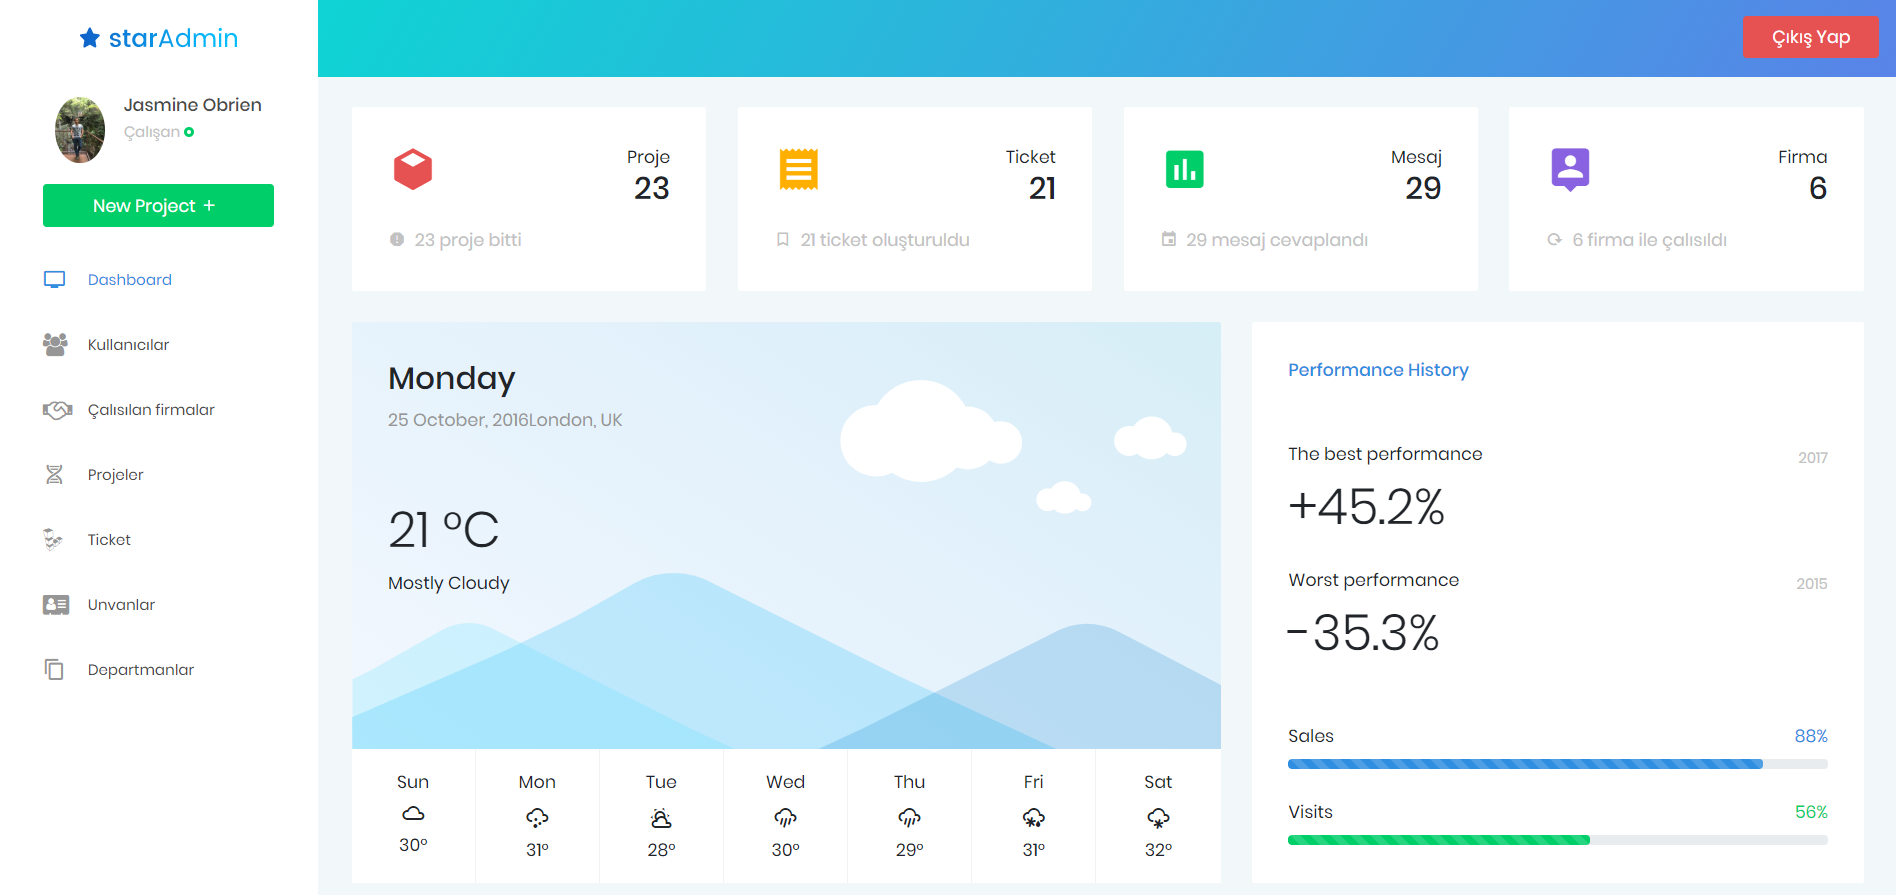 starAdmin
Çıkış Yap
Jasmine Obrien
Çalışan
New Project +
Dashboard
Kullanıcılar
Çalısılan firmalar
Projeler
Ticket
Unvanlar
Departmanlar
Proje
23
23 proje bitti
Ticket
21
21 ticket oluşturuldu
Mesaj
29
29 mesaj cevaplandı
Firma
6
6 firma ile çalısıldı
Monday
25 October, 2016London, UK
21 °C
Mostly Cloudy
Sun Mon Tue Wed Thu Fri Sat
30° 31° 28° 30° 29° 31° 32°
Performance History
The best performance 2017
+45.2%
Worst performance 2015
-35.3%
Sales 88%
Visits 56%